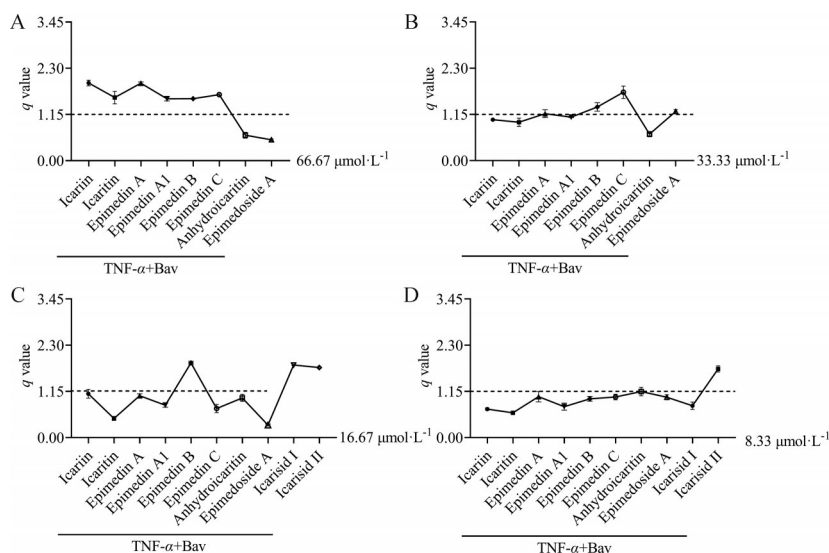 A
3.45
2.30
1.15
0.00
q value
66.67 μmol·L⁻¹
Icariin
Icaritin
Epimedin A
Epimedin A1
Epimedin B
Epimedin C
Anhydroicaritin
Epimedoside A
TNF-α+Bav
B
3.45
2.30
1.15
0.00
q value
33.33 μmol·L⁻¹
Icariin
Icaritin
Epimedin A
Epimedin A1
Epimedin B
Epimedin C
Anhydroicaritin
Epimedoside A
TNF-α+Bav
C
3.45
2.30
1.15
0.00
q value
16.67 μmol·L⁻¹
Icariin
Icaritin
Epimedin A
Epimedin A1
Epimedin B
Epimedin C
Anhydroicaritin
Epimedoside A
Icarisid I
Icarisid II
TNF-α+Bav
D
3.45
2.30
1.15
0.00
q value
8.33 μmol·L⁻¹
Icariin
Icaritin
Epimedin A
Epimedin A1
Epimedin B
Epimedin C
Anhydroicaritin
Epimedoside A
Icarisid I
Icarisid II
TNF-α+Bav